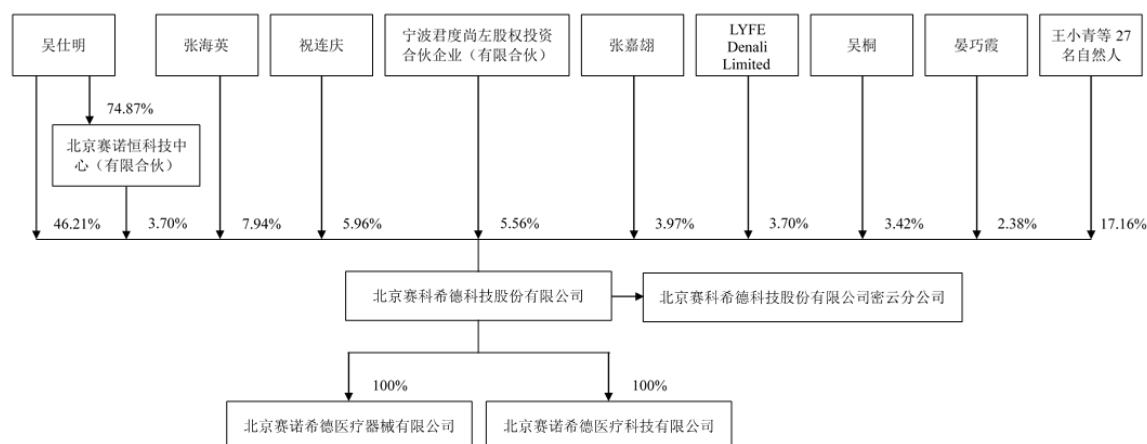 吴仕明
张海英
祝连庆
宁波君度尚左股权投资
合伙企业（有限合伙）
张嘉翃
LYFE
Denali
Limited
吴桐
晏巧霞
王小青等 27
名自然人
74.87%
北京赛诺恒科技中
心（有限合伙）
46.21%
3.70%
7.94%
5.96%
5.56%
3.97%
3.70%
3.42%
2.38%
17.16%
北京赛科希德科技股份有限公司
北京赛科希德科技股份有限公司密云分公司
100%
100%
北京赛诺希德医疗器械有限公司
北京赛诺希德医疗科技有限公司